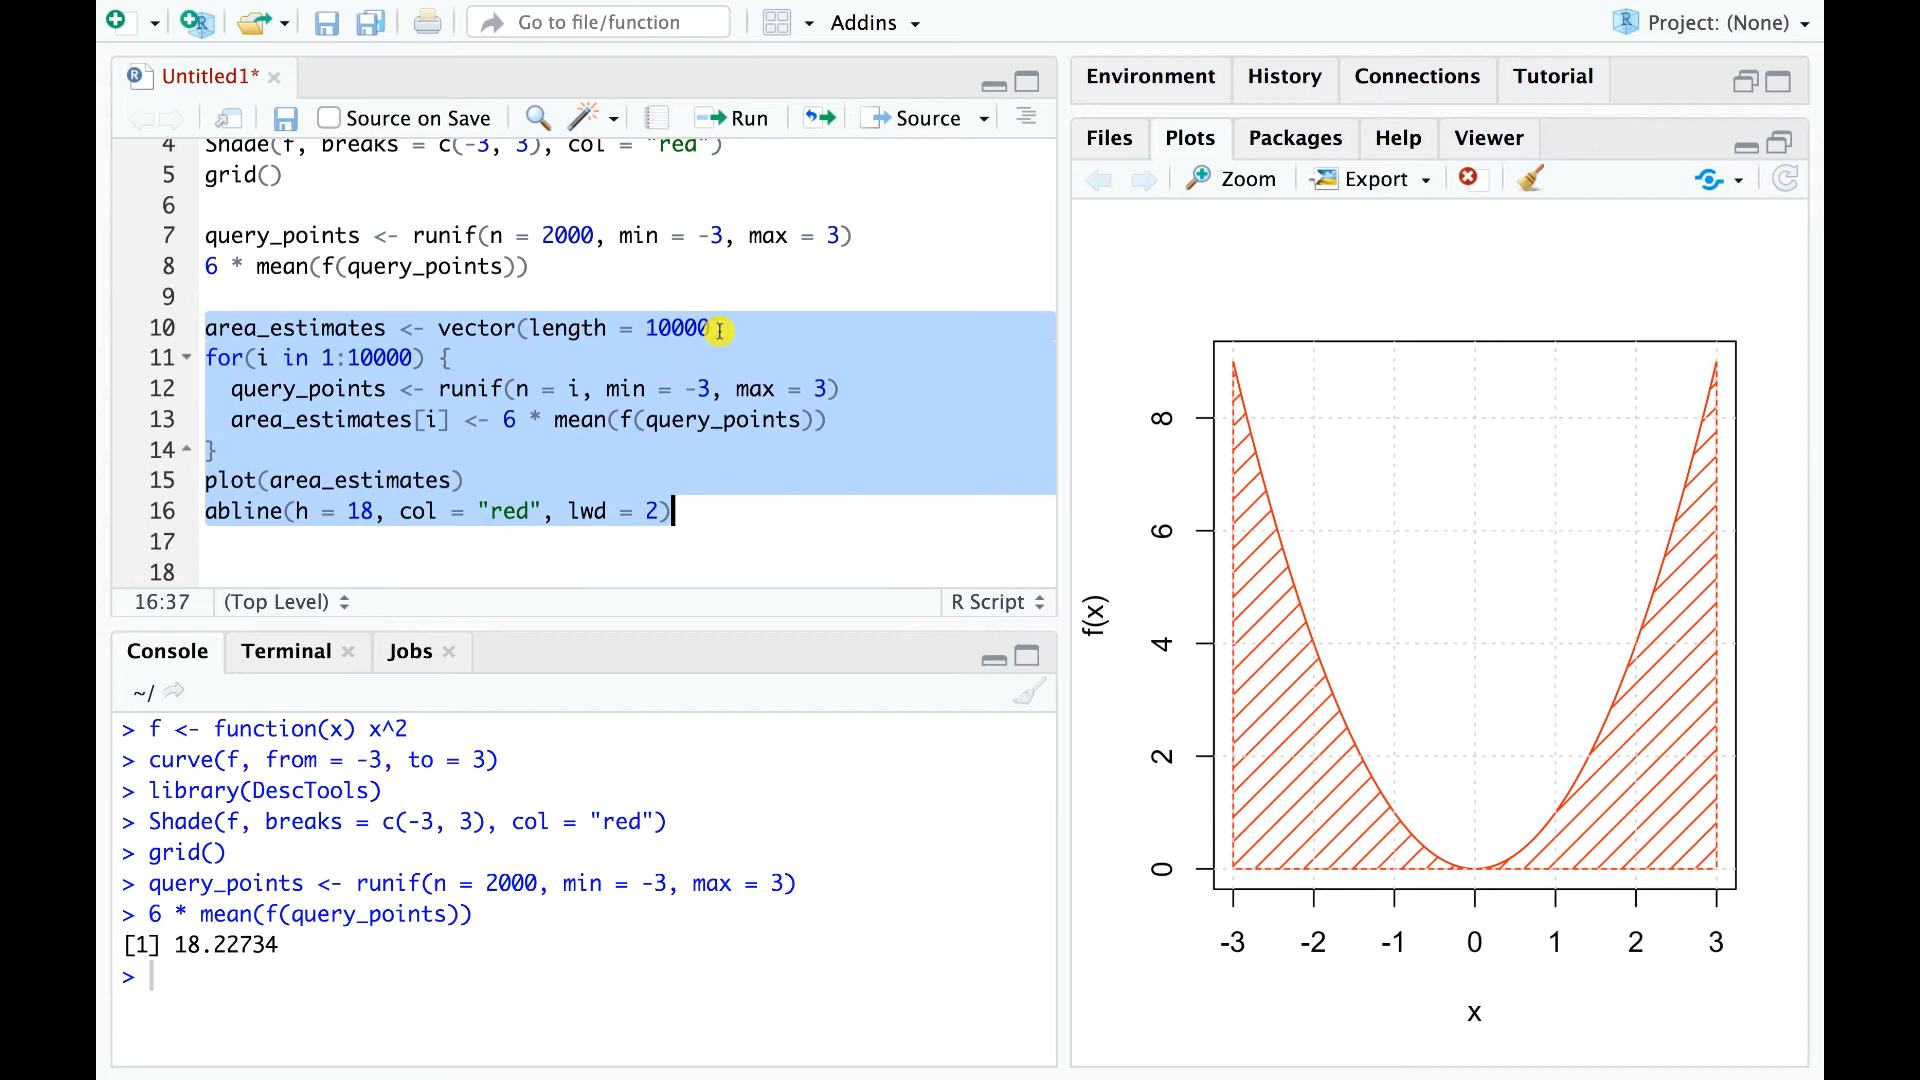 Go to file/function
Addins
Project: (None)
Untitled1*
Source on Save
Run
Source
4 Shade(f, breaks = c(-3, 3), col = "red")
5 grid()
6
7 query_points <- runif(n = 2000, min = -3, max = 3)
8 6 * mean(f(query_points))
9
10 area_estimates <- vector(length = 10000)
11 for(i in 1:10000) {
12 query_points <- runif(n = i, min = -3, max = 3)
13 area_estimates[i] <- 6 * mean(f(query_points))
14 }
15 plot(area_estimates)
16 abline(h = 18, col = "red", lwd = 2)
17
18
16:37 (Top Level) R Script
Console Terminal Jobs
~/
> f <- function(x) x^2
> curve(f, from = -3, to = 3)
> library(DescTools)
> Shade(f, breaks = c(-3, 3), col = "red")
> grid()
> query_points <- runif(n = 2000, min = -3, max = 3)
> 6 * mean(f(query_points))
[1] 18.22734
>
Environment History Connections Tutorial
Files Plots Packages Help Viewer
Zoom Export
8
6
4
2
0
f(x)
-3 -2 -1 0 1 2 3
x